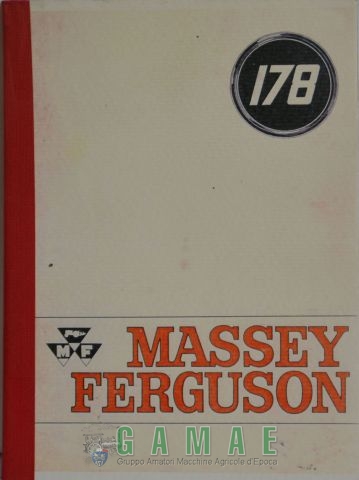 178
MF
MASSEY
FERGUSON
GAMAE
Gruppo Amatori Macchine Agricole d'Epoca